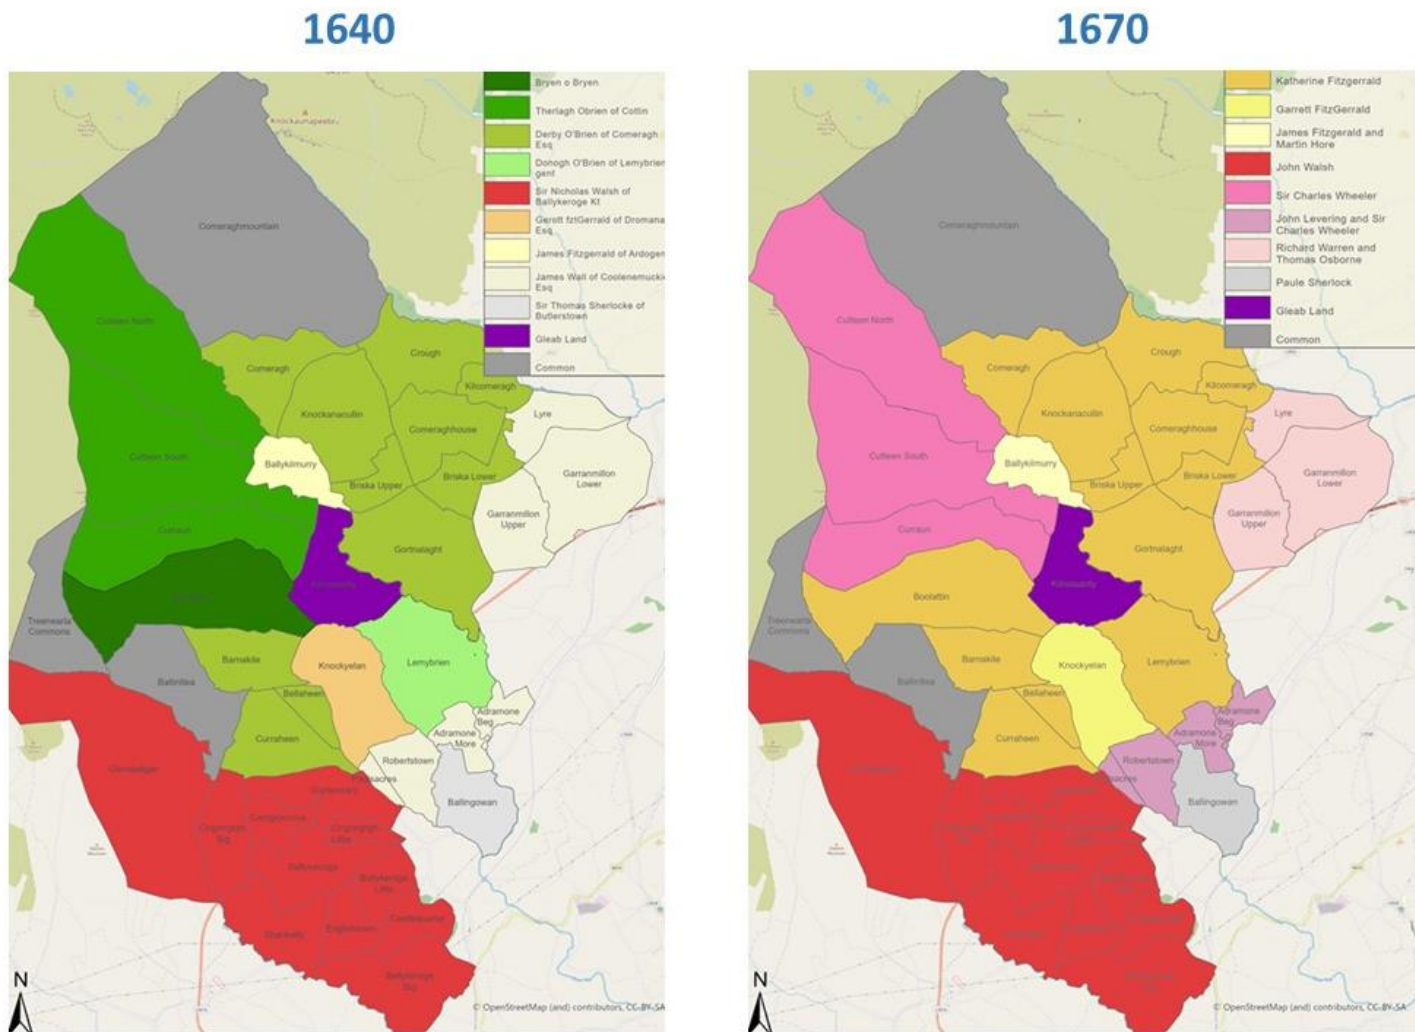 1640
1670
Bryen o Bryen
Therlagh Obrien of Cottin
Derby O'Brien of Comeragh
Esq
Donogh O'Brien of Lemybrien
gent
Sir Nicholas Walsh of
Ballykeroge Kt
Gerott fztGerrald of Dromana
Esq
James Fitzgerrald of Ardogen
James Wall of Coolenemucki
Esq
Sir Thomas Sherlocke of
Butlerstown
Gleab Land
Common
Knockaunapeebra
Comeraghmountain
Cutteen North
Comeragh
Crough
Kilcomeragh
Knockanacullin
Comeraghhouse
Lyre
Cutteen South
Ballykilmurry
Briska Upper
Briska Lower
Garranmillon
Lower
Garranmillon
Upper
Curraun
Gortnalaght
Kilrossanty
Treenearla
Commons
Barnakile
Knockyelan
Lemybrien
Ballintlea
Bellaheen
Curraheen
Adramone
Beg
Adramone
More
Robertstown
Ballingowan
Ballykeroge
Ballykeroge
Little
Englishtown
Ballykeroge
Big
N
© OpenStreetMap (and) contributors, CC-BY-SA
Katherine Fitzgerrald
Garrett FitzGerrald
James Fitzgerald and
Martin Hore
John Walsh
Sir Charles Wheeler
John Levering and Sir
Charles Wheeler
Richard Warren and
Thomas Osborne
Paule Sherlock
Gleab Land
Common
Comeraghmountain
Cutteen North
Comeragh
Crough
Kilcomeragh
Knockanacullin
Comeraghhouse
Lyre
Cutteen South
Ballykilmurry
Briska Upper
Briska Lower
Garranmillon
Lower
Garranmillon
Upper
Curraun
Gortnalaght
Kilrossanty
Boolattin
Treenearla
Commons
Barnakile
Knockyelan
Lemybrien
Ballintlea
Bellaheen
Curraheen
Adramone
Beg
Adramone
More
Robertstown
Ballingowan
N
© OpenStreetMap (and) contributors, CC-BY-SA